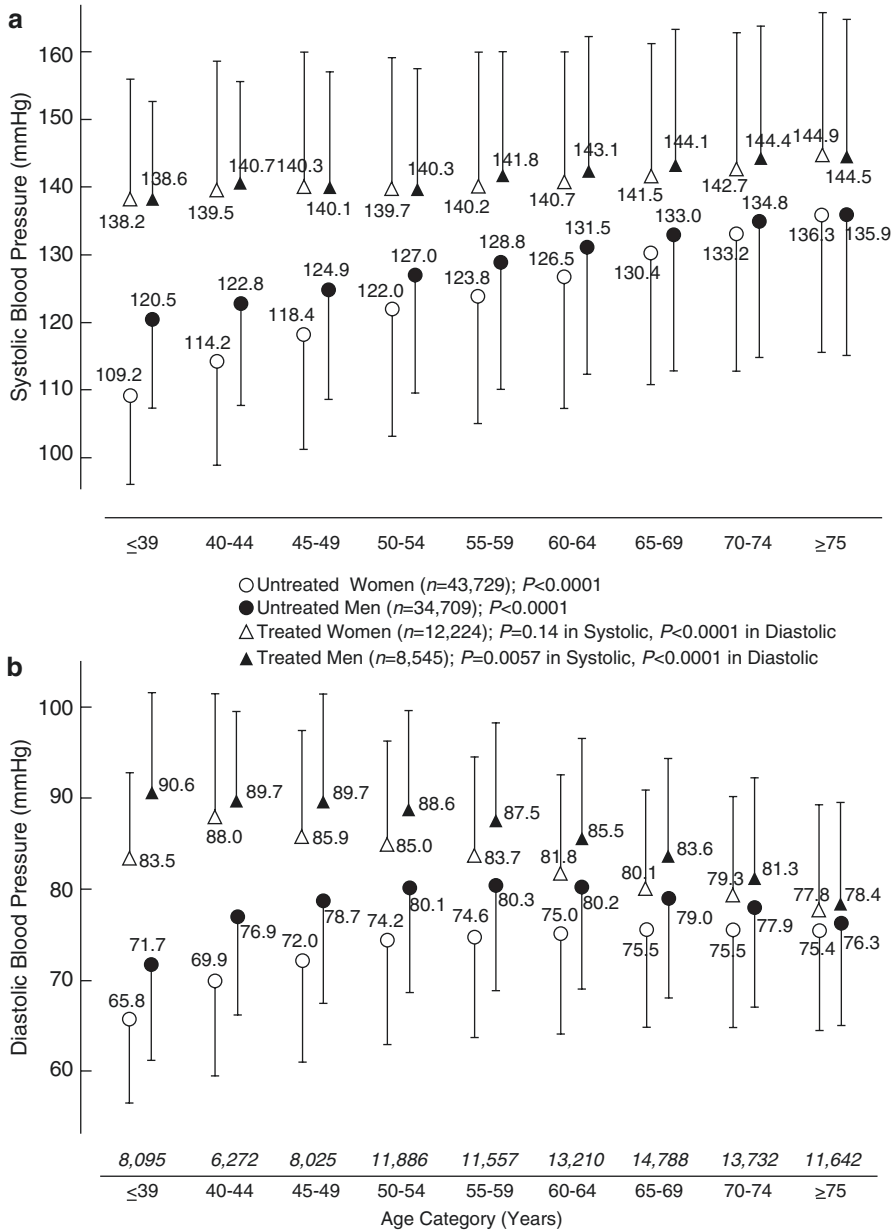 a
Systolic Blood Pressure (mmHg)
160
150
140
130
120
110
100
138.2 138.6 139.5 140.7 140.3 140.1 139.7 140.3 140.2 141.8 140.7 143.1 141.5 144.1 142.7 144.4 144.9 144.5
109.2 120.5 114.2 122.8 118.4 124.9 122.0 127.0 123.8 128.8 126.5 131.5 130.4 133.0 133.2 134.8 136.3 135.9
≤39 40-44 45-49 50-54 55-59 60-64 65-69 70-74 ≥75
Untreated Women (n=43,729); P<0.0001
Untreated Men (n=34,709); P<0.0001
Treated Women (n=12,224); P=0.14 in Systolic, P<0.0001 in Diastolic
Treated Men (n=8,545); P=0.0057 in Systolic, P<0.0001 in Diastolic
b
Diastolic Blood Pressure (mmHg)
100
90
80
70
60
83.5 90.6 88.0 89.7 85.9 89.7 85.0 88.6 83.7 87.5 81.8 85.5 80.1 83.6 79.3 81.3 77.8 78.4
65.8 71.7 69.9 76.9 72.0 78.7 74.2 80.1 74.6 80.3 75.0 80.2 75.5 79.0 75.5 77.9 75.4 76.3
8,095 6,272 8,025 11,886 11,557 13,210 14,788 13,732 11,642
≤39 40-44 45-49 50-54 55-59 60-64 65-69 70-74 ≥75
Age Category (Years)